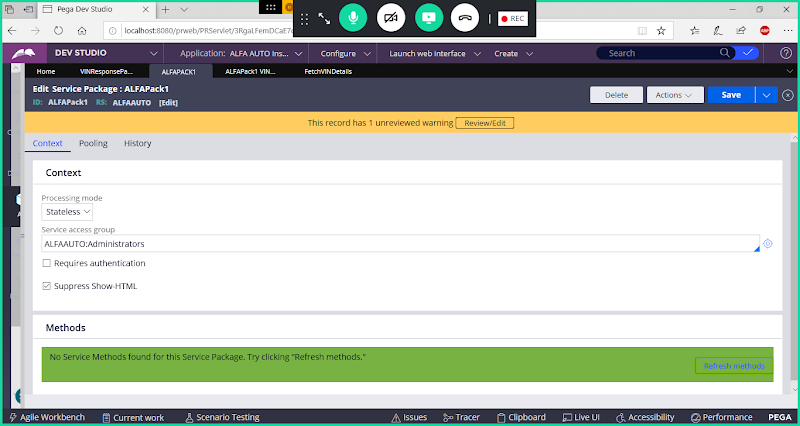 Pega Dev Studio
localhost:8080/prweb/PRServlet/3RgaLFemDCaE7
REC
DEV STUDIO
Application: ALFA AUTO Ins...
Configure
Launch web interface
Create
Search
Home
VINResponsePa...
ALFAPACK1
ALFAPACK1 VIN...
FetchVINDetails
Edit Service Package : ALFAPack1
ID: ALFAPack1 RS: ALFAAUTO [Edit]
Delete
Actions
Save
This record has 1 unreviewed warning
Review/Edit
Context
Pooling
History
Context
Processing mode
Stateless
Service access group
ALFAAUTO:Administrators
Requires authentication
Suppress Show-HTML
Methods
No Service Methods found for this Service Package. Try clicking "Refresh methods."
Refresh methods
Agile Workbench
Current work
Scenario Testing
Issues
Tracer
Clipboard
Live UI
Accessibility
Performance
PEGA